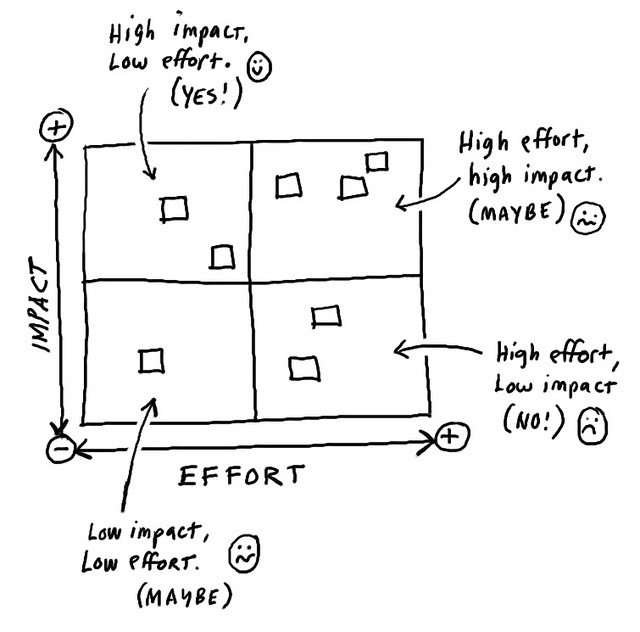 High impact,
Low effort.
(YES!)
+
High effort,
high impact.
(MAYBE)
IMPACT
High effort,
Low impact
(NO!)
-
+
EFFORT
Low impact,
Low effort.
(MAYBE)